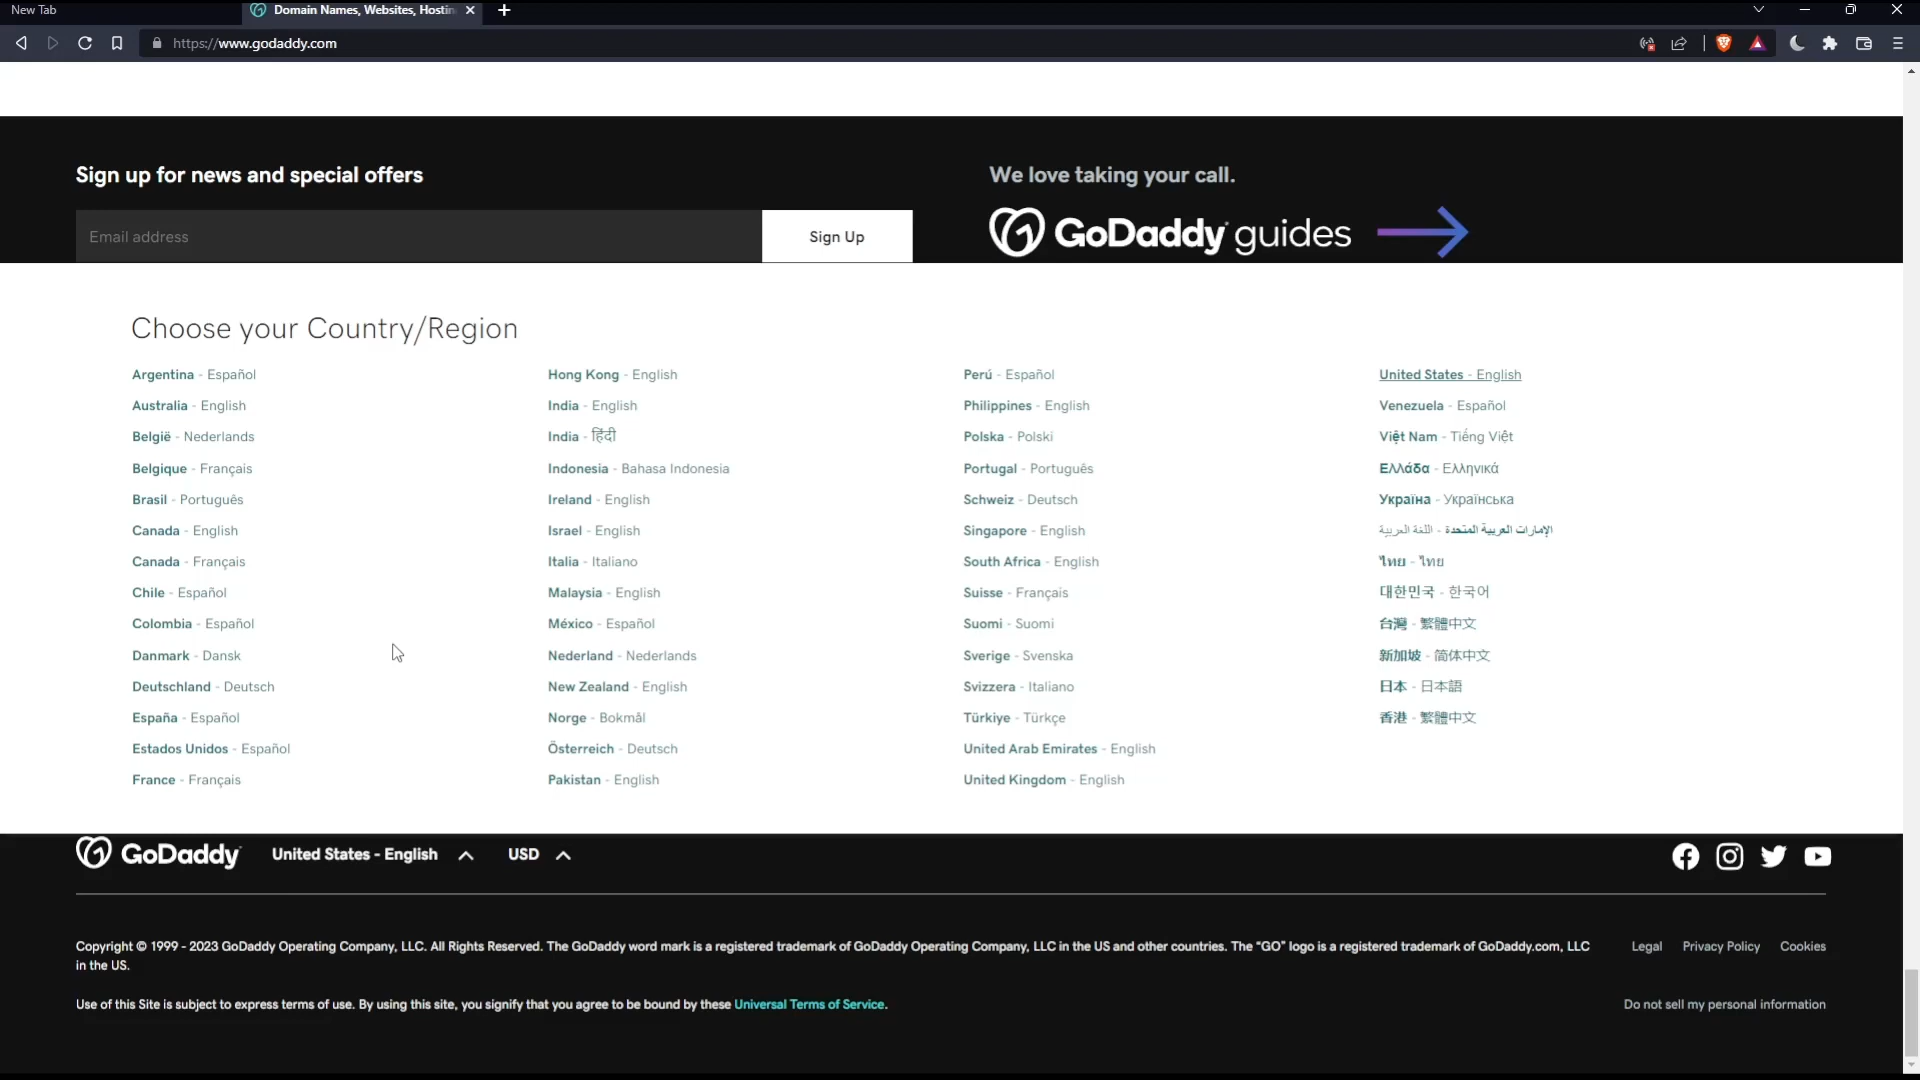 New Tab
Domain Names, Websites, Hostin
https://www.godaddy.com
Sign up for news and special offers
Email address
Sign Up
We love taking your call.
GoDaddy guides
Choose your Country/Region
Argentina - Español
Australia - English
België - Nederlands
Belgique - Français
Brasil - Português
Canada - English
Canada - Français
Chile - Español
Colombia - Español
Danmark - Dansk
Deutschland - Deutsch
España - Español
Estados Unidos - Español
France - Français
Hong Kong - English
India - English
India - हिंदी
Indonesia - Bahasa Indonesia
Ireland - English
Israel - English
Italia - Italiano
Malaysia - English
México - Español
Nederland - Nederlands
New Zealand - English
Norge - Bokmål
Österreich - Deutsch
Pakistan - English
Perú - Español
Philippines - English
Polska - Polski
Portugal - Português
Schweiz - Deutsch
Singapore - English
South Africa - English
Suisse - Français
Suomi - Suomi
Sverige - Svenska
Svizzera - Italiano
Türkiye - Türkçe
United Arab Emirates - English
United Kingdom - English
United States - English
Venezuela - Español
Việt Nam - Tiếng Việt
Ελλάδα - Ελληνικά
Україна - Українська
الإمارات العربية المتحدة - اللغة العربية
ไทย - ไทย
대한민국 - 한국어
台灣 - 繁體中文
新加坡 - 简体中文
日本 - 日本語
香港 - 繁體中文
GoDaddy
United States - English
USD
Copyright © 1999 - 2023 GoDaddy Operating Company, LLC. All Rights Reserved. The GoDaddy word mark is a registered trademark of GoDaddy Operating Company, LLC in the US and other countries. The “GO” logo is a registered trademark of GoDaddy.com, LLC
in the US.
Legal
Privacy Policy
Cookies
Use of this Site is subject to express terms of use. By using this site, you signify that you agree to be bound by these Universal Terms of Service.
Do not sell my personal information